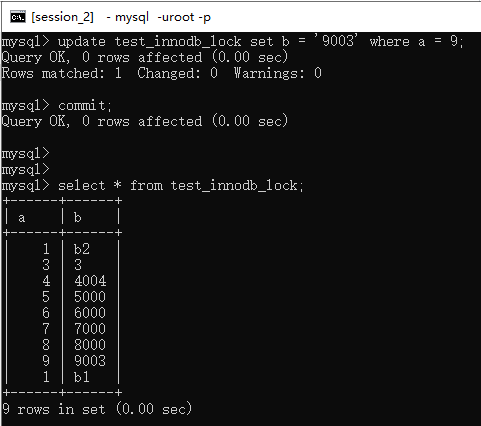 [session_2] - mysql -uroot -p
mysql> update test_innodb_lock set b = '9003' where a = 9;
Query OK, 0 rows affected (0.00 sec)
Rows matched: 1  Changed: 0  Warnings: 0
mysql> commit;
Query OK, 0 rows affected (0.00 sec)
mysql>
mysql>
mysql> select * from test_innodb_lock;
+------+------+
| a    | b    |
+------+------+
|    1 | b2   |
|    3 | 3    |
|    4 | 4004 |
|    5 | 5000 |
|    6 | 6000 |
|    7 | 7000 |
|    8 | 8000 |
|    9 | 9003 |
|    1 | b1   |
+------+------+
9 rows in set (0.00 sec)